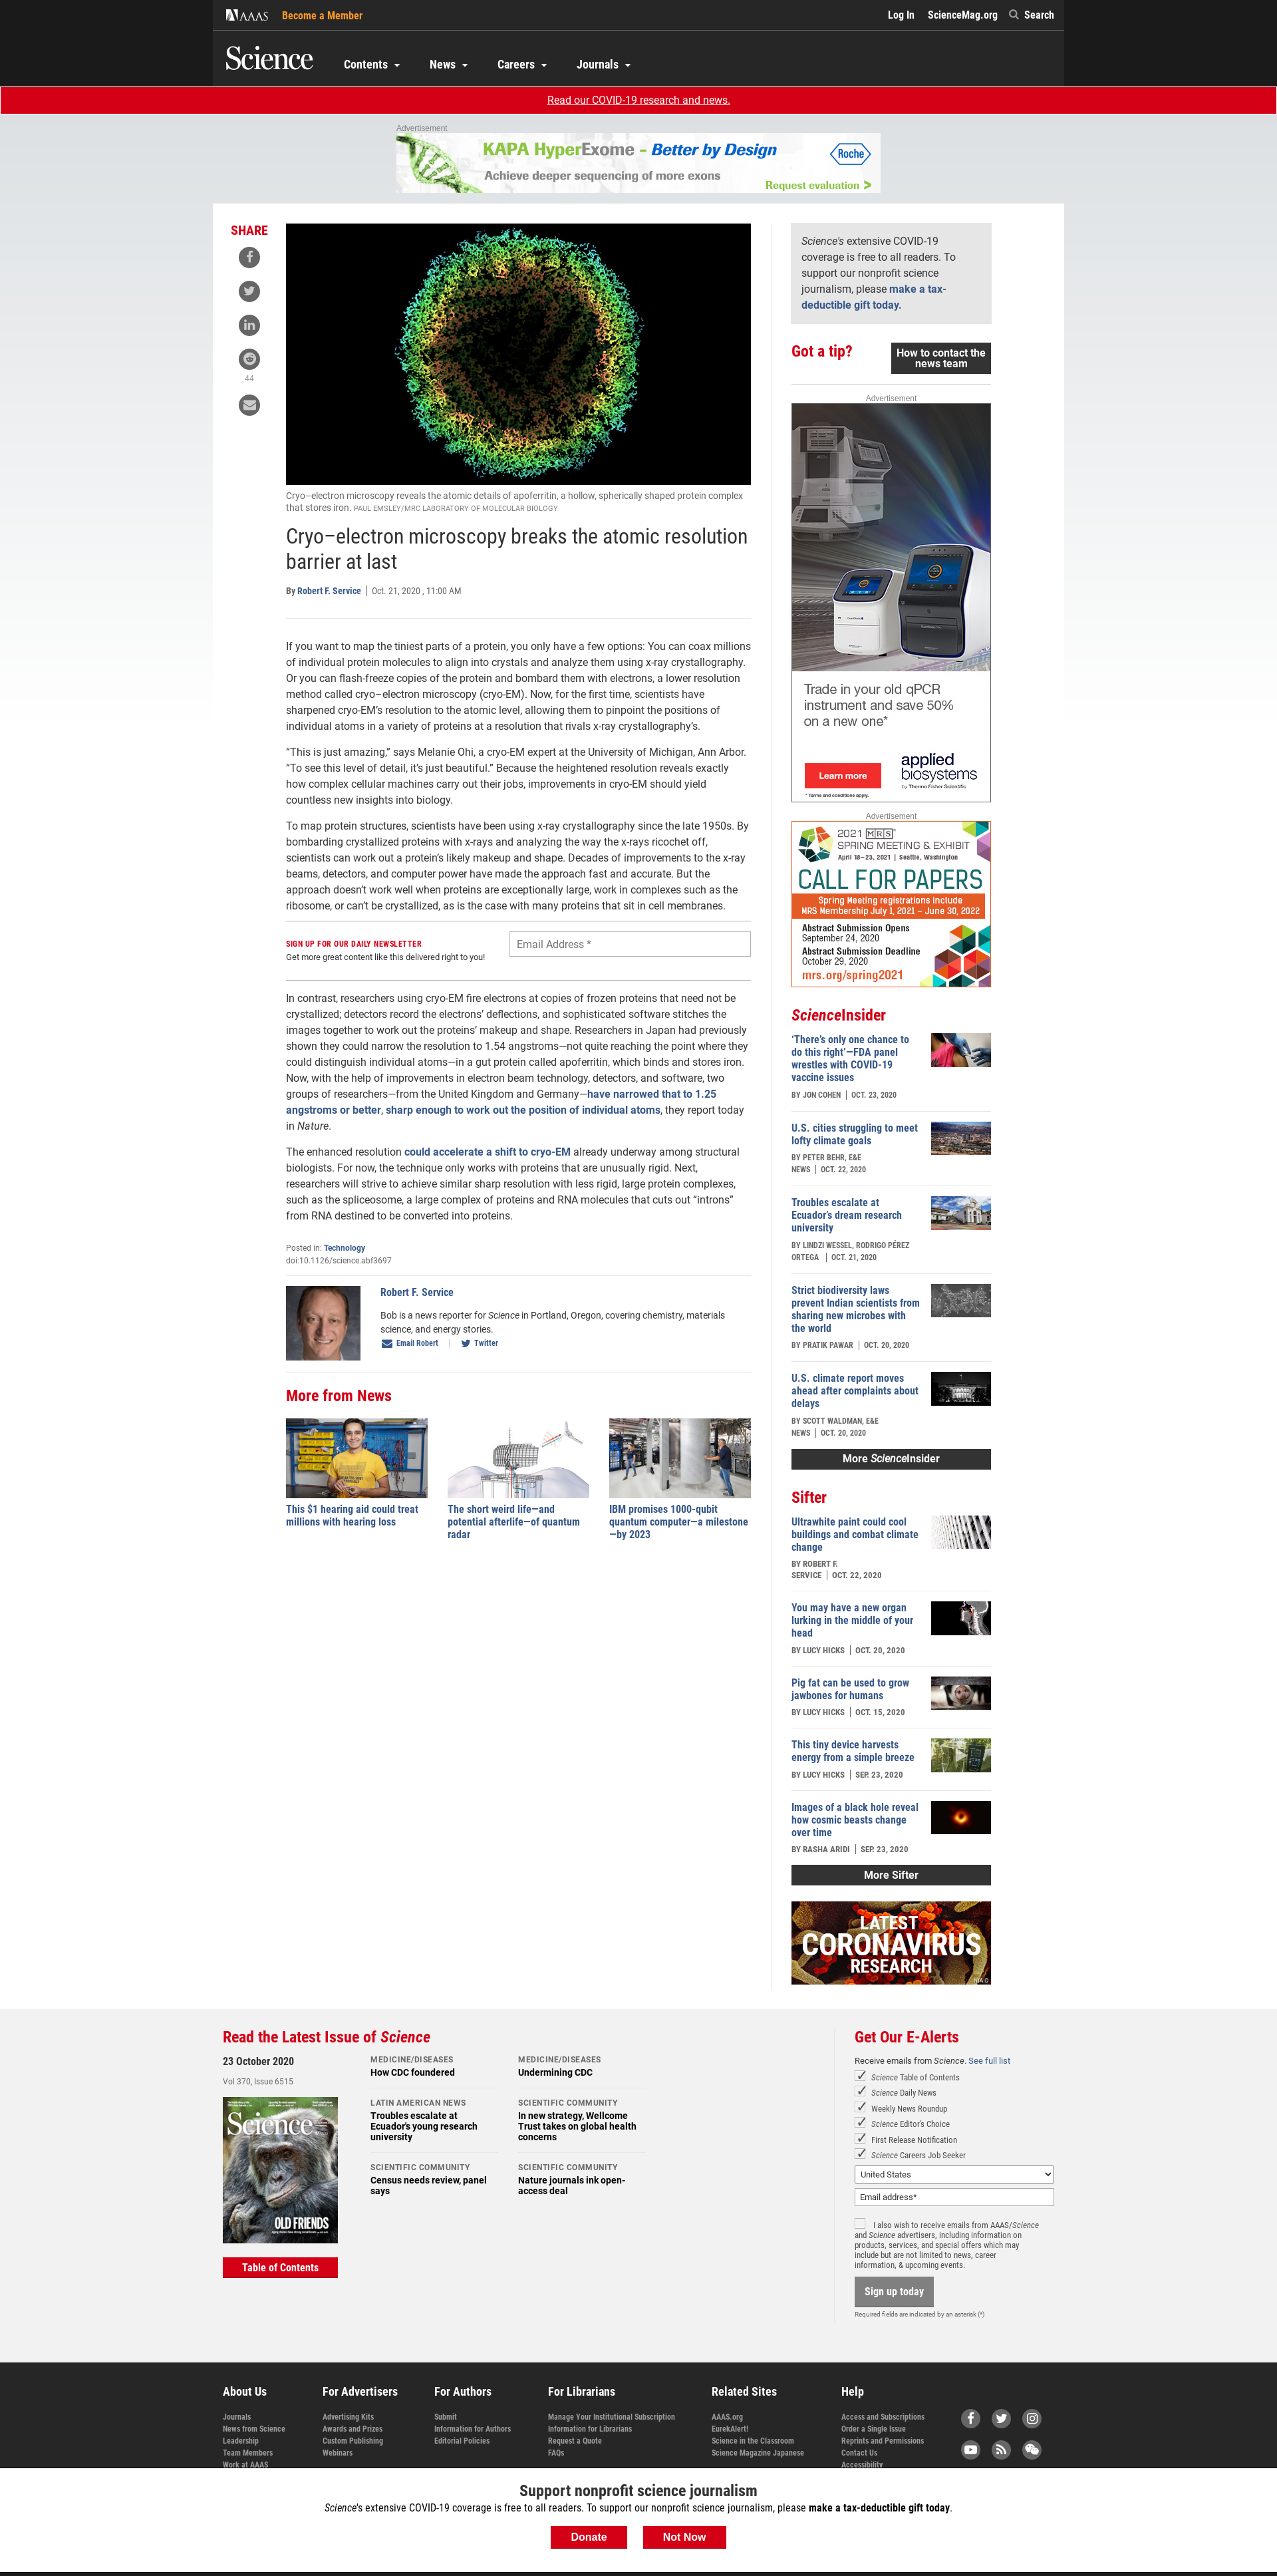 AAAS
Become a Member
Log In
ScienceMag.org
Search
Science
Contents
News
Careers
Journals
Read our COVID-19 research and news.
Advertisement
KAPA HyperExome – Better by Design
Achieve deeper sequencing of more exons
Roche
Request evaluation >
SHARE
44
Cryo–electron microscopy reveals the atomic details of apoferritin, a hollow, spherically shaped protein complex
that stores iron. PAUL EMSLEY/MRC LABORATORY OF MOLECULAR BIOLOGY
Cryo–electron microscopy breaks the atomic resolution
barrier at last
By Robert F. Service | Oct. 21, 2020 , 11:00 AM
If you want to map the tiniest parts of a protein, you only have a few options: You can coax millions
of individual protein molecules to align into crystals and analyze them using x-ray crystallography.
Or you can flash-freeze copies of the protein and bombard them with electrons, a lower resolution
method called cryo–electron microscopy (cryo-EM). Now, for the first time, scientists have
sharpened cryo-EM’s resolution to the atomic level, allowing them to pinpoint the positions of
individual atoms in a variety of proteins at a resolution that rivals x-ray crystallography’s.
“This is just amazing,” says Melanie Ohi, a cryo-EM expert at the University of Michigan, Ann Arbor.
“To see this level of detail, it’s just beautiful.” Because the heightened resolution reveals exactly
how complex cellular machines carry out their jobs, improvements in cryo-EM should yield
countless new insights into biology.
To map protein structures, scientists have been using x-ray crystallography since the late 1950s. By
bombarding crystallized proteins with x-rays and analyzing the way the x-rays ricochet off,
scientists can work out a protein’s likely makeup and shape. Decades of improvements to the x-ray
beams, detectors, and computer power have made the approach fast and accurate. But the
approach doesn’t work well when proteins are exceptionally large, work in complexes such as the
ribosome, or can’t be crystallized, as is the case with many proteins that sit in cell membranes.
SIGN UP FOR OUR DAILY NEWSLETTER
Get more great content like this delivered right to you!
Email Address *
In contrast, researchers using cryo-EM fire electrons at copies of frozen proteins that need not be
crystallized; detectors record the electrons’ deflections, and sophisticated software stitches the
images together to work out the proteins’ makeup and shape. Researchers in Japan had previously
shown they could narrow the resolution to 1.54 angstroms—not quite reaching the point where they
could distinguish individual atoms—in a gut protein called apoferritin, which binds and stores iron.
Now, with the help of improvements in electron beam technology, detectors, and software, two
groups of researchers—from the United Kingdom and Germany—have narrowed that to 1.25
angstroms or better, sharp enough to work out the position of individual atoms, they report today
in Nature.
The enhanced resolution could accelerate a shift to cryo-EM already underway among structural
biologists. For now, the technique only works with proteins that are unusually rigid. Next,
researchers will strive to achieve similar sharp resolution with less rigid, large protein complexes,
such as the spliceosome, a large complex of proteins and RNA molecules that cuts out “introns”
from RNA destined to be converted into proteins.
Posted in: Technology
doi:10.1126/science.abf3697
Robert F. Service
Bob is a news reporter for Science in Portland, Oregon, covering chemistry, materials
science, and energy stories.
Email Robert
Twitter
More from News
This $1 hearing aid could treat
millions with hearing loss
The short weird life—and
potential afterlife—of quantum
radar
IBM promises 1000-qubit
quantum computer—a milestone
—by 2023
Science's extensive COVID-19
coverage is free to all readers. To
support our nonprofit science
journalism, please make a tax-
deductible gift today.
Got a tip?
How to contact the
news team
Advertisement
Trade in your old qPCR
instrument and save 50%
on a new one*
Learn more
applied
biosystems
by Thermo Fisher Scientific
* Terms and conditions apply.
Advertisement
2021 MRS
SPRING MEETING & EXHIBIT
April 18–23, 2021 | Seattle, Washington
CALL FOR PAPERS
Spring Meeting registrations include
MRS Membership July 1, 2021 – June 30, 2022
Abstract Submission Opens
September 24, 2020
Abstract Submission Deadline
October 29, 2020
mrs.org/spring2021
ScienceInsider
‘There’s only one chance to
do this right’—FDA panel
wrestles with COVID-19
vaccine issues
BY JON COHEN | OCT. 23, 2020
U.S. cities struggling to meet
lofty climate goals
BY PETER BEHR, E&E
NEWS | OCT. 22, 2020
Troubles escalate at
Ecuador’s dream research
university
BY LINDZI WESSEL, RODRIGO PÉREZ
ORTEGA | OCT. 21, 2020
Strict biodiversity laws
prevent Indian scientists from
sharing new microbes with
the world
BY PRATIK PAWAR | OCT. 20, 2020
U.S. climate report moves
ahead after complaints about
delays
BY SCOTT WALDMAN, E&E
NEWS | OCT. 20, 2020
More ScienceInsider
Sifter
Ultrawhite paint could cool
buildings and combat climate
change
BY ROBERT F.
SERVICE | OCT. 22, 2020
You may have a new organ
lurking in the middle of your
head
BY LUCY HICKS | OCT. 20, 2020
Pig fat can be used to grow
jawbones for humans
BY LUCY HICKS | OCT. 15, 2020
This tiny device harvests
energy from a simple breeze
BY LUCY HICKS | SEP. 23, 2020
Images of a black hole reveal
how cosmic beasts change
over time
BY RASHA ARIDI | SEP. 23, 2020
More Sifter
LATEST
CORONAVIRUS
RESEARCH
NIAID
Read the Latest Issue of Science
23 October 2020
Vol 370, Issue 6515
Science
OLD FRIENDS
Table of Contents
MEDICINE/DISEASES
How CDC foundered
LATIN AMERICAN NEWS
Troubles escalate at
Ecuador's young research
university
SCIENTIFIC COMMUNITY
Census needs review, panel
says
MEDICINE/DISEASES
Undermining CDC
SCIENTIFIC COMMUNITY
In new strategy, Wellcome
Trust takes on global health
concerns
SCIENTIFIC COMMUNITY
Nature journals ink open-
access deal
Get Our E-Alerts
Receive emails from Science. See full list
Science Table of Contents
Science Daily News
Weekly News Roundup
Science Editor's Choice
First Release Notification
Science Careers Job Seeker
United States
Email address*
I also wish to receive emails from AAAS/Science
and Science advertisers, including information on
products, services, and special offers which may
include but are not limited to news, career
information, & upcoming events.
Sign up today
Required fields are indicated by an asterisk (*)
About Us
Journals
News from Science
Leadership
Team Members
Work at AAAS
For Advertisers
Advertising Kits
Awards and Prizes
Custom Publishing
Webinars
For Authors
Submit
Information for Authors
Editorial Policies
For Librarians
Manage Your Institutional Subscription
Information for Librarians
Request a Quote
FAQs
Related Sites
AAAS.org
EurekAlert!
Science in the Classroom
Science Magazine Japanese
Help
Access and Subscriptions
Order a Single Issue
Reprints and Permissions
Contact Us
Accessibility
Support nonprofit science journalism
Science's extensive COVID-19 coverage is free to all readers. To support our nonprofit science journalism, please make a tax-deductible gift today.
Donate
Not Now